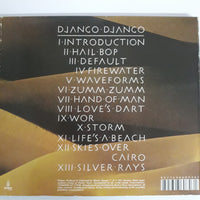 DJANGO DJANGO
I·INTRODUCTION
II·HAIL BOP
III·DEFAULT
IV·FIREWATER
V·WAVEFORMS
VI·ZUMM ZUMM
VII·HAND OF MAN
VIII·LOVE'S DART
IX·WOR
X·STORM
XI·LIFE'S A BEACH
XII·SKIES OVER
CAIRO
XIII·SILVER RAYS